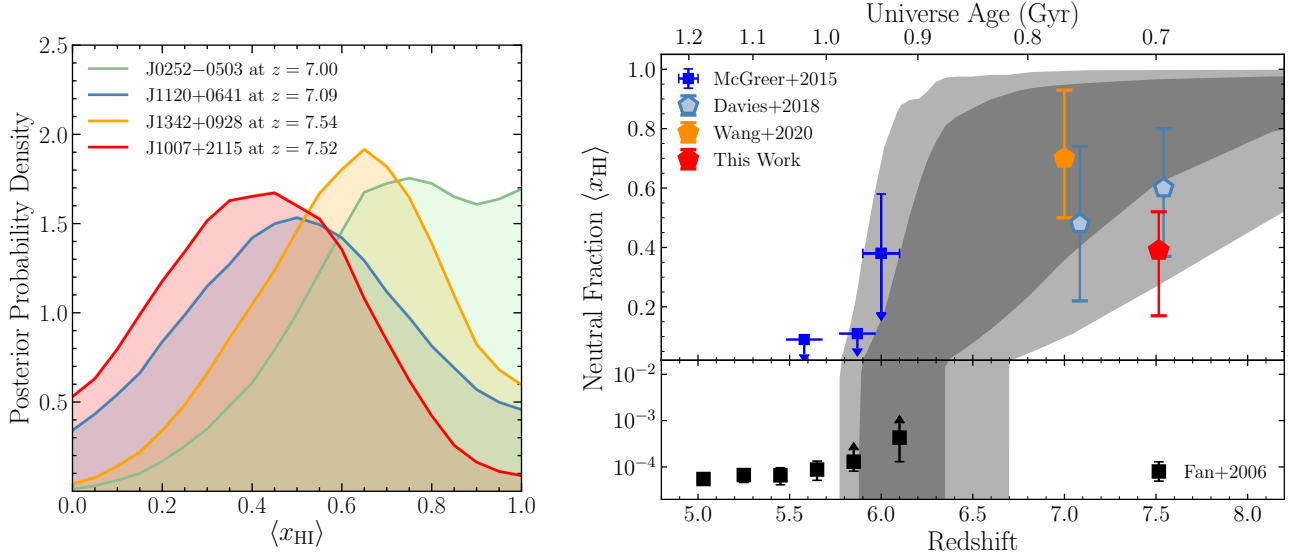 2.5
2.0
1.5
1.0
0.5
0.0 0.2 0.4 0.6 0.8 1.0
Posterior Probability Density
⟨x_HI⟩
J0252−0503 at z = 7.00
J1120+0641 at z = 7.09
J1342+0928 at z = 7.54
J1007+2115 at z = 7.52
Universe Age (Gyr)
1.2 1.1 1.0 0.9 0.8 0.7
1.0
0.8
0.6
0.4
0.2
Neutral Fraction ⟨x_HI⟩
McGreer+2015
Davies+2018
Wang+2020
This Work
10⁻²
10⁻³
10⁻⁴
Fan+2006
5.0 5.5 6.0 6.5 7.0 7.5 8.0
Redshift